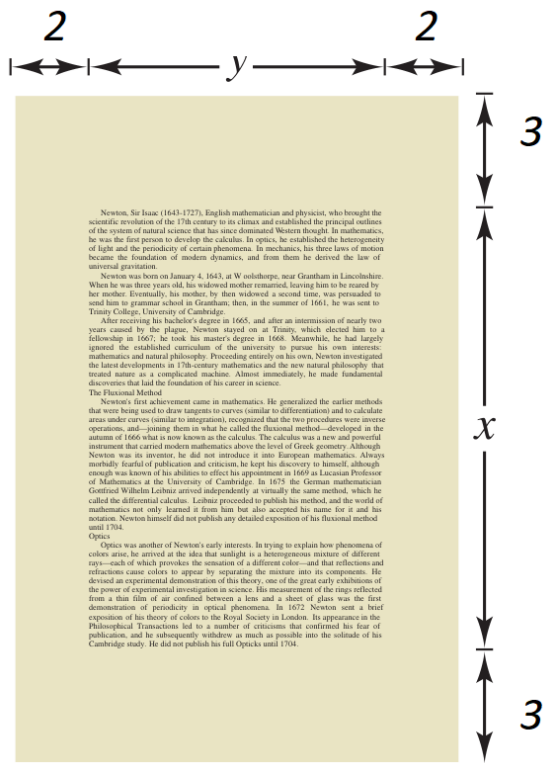 2 2
y
3
Newton, Sir Isaac (1643-1727), English mathematician and physicist, who brought the
scientific revolution of the 17th century to its climax and established the principal outlines
of the system of natural science that has since dominated Western thought. In mathematics,
he was the first person to develop the calculus. In optics, he established the heterogeneity
of light and the periodicity of certain phenomena. In mechanics, his three laws of motion
became the foundation of modern dynamics, and from them he derived the law of
universal gravitation.
Newton was born on January 4, 1643, at W oolsthorpe, near Grantham in Lincolnshire.
When he was three years old, his widowed mother remarried, leaving him to be reared by
her mother. Eventually, his mother, by then widowed a second time, was persuaded to
send him to grammar school in Grantham; then, in the summer of 1661, he was sent to
Trinity College, University of Cambridge.
After receiving his bachelor's degree in 1665, and after an intermission of nearly two
years caused by the plague, Newton stayed on at Trinity, which elected him to a
fellowship in 1667; he took his master's degree in 1668. Meanwhile, he had largely
ignored the established curriculum of the university to pursue his own interests:
mathematics and natural philosophy. Proceeding entirely on his own, Newton investigated
the latest developments in 17th-century mathematics and the new natural philosophy that
treated nature as a complicated machine. Almost immediately, he made fundamental
discoveries that laid the foundation of his career in science.
The Fluxional Method
Newton's first achievement came in mathematics. He generalized the earlier methods
that were being used to draw tangents to curves (similar to differentiation) and to calculate
areas under curves (similar to integration), recognized that the two procedures were inverse
operations, and—joining them in what he called the fluxional method—developed in the
autumn of 1666 what is now known as the calculus. The calculus was a new and powerful
instrument that carried modern mathematics above the level of Greek geometry. Although
Newton was its inventor, he did not introduce it into European mathematics. Always
morbidly fearful of publication and criticism, he kept his discovery to himself, although
enough was known of his abilities to effect his appointment in 1669 as Lucasian Professor
of Mathematics at the University of Cambridge. In 1675 the German mathematician
Gottfried Wilhelm Leibniz arrived independently at virtually the same method, which he
called the differential calculus. Leibniz proceeded to publish his method, and the world of
mathematics not only learned it from him but also accepted his name for it and his
notation. Newton himself did not publish any detailed exposition of his fluxional method
until 1704.
Optics
Optics was another of Newton's early interests. In trying to explain how phenomena of
colors arise, he arrived at the idea that sunlight is a heterogeneous mixture of different
rays—each of which provokes the sensation of a different color—and that reflections and
refractions cause colors to appear by separating the mixture into its components. He
devised an experimental demonstration of this theory, one of the great early exhibitions of
the power of experimental investigation in science. His measurement of the rings reflected
from a thin film of air confined between a lens and a sheet of glass was the first
demonstration of periodicity in optical phenomena. In 1672 Newton sent a brief
exposition of his theory of colors to the Royal Society in London. Its appearance in the
Philosophical Transactions led to a number of criticisms that confirmed his fear of
publication, and he subsequently withdrew as much as possible into the solitude of his
Cambridge study. He did not publish his full Opticks until 1704.
x
3